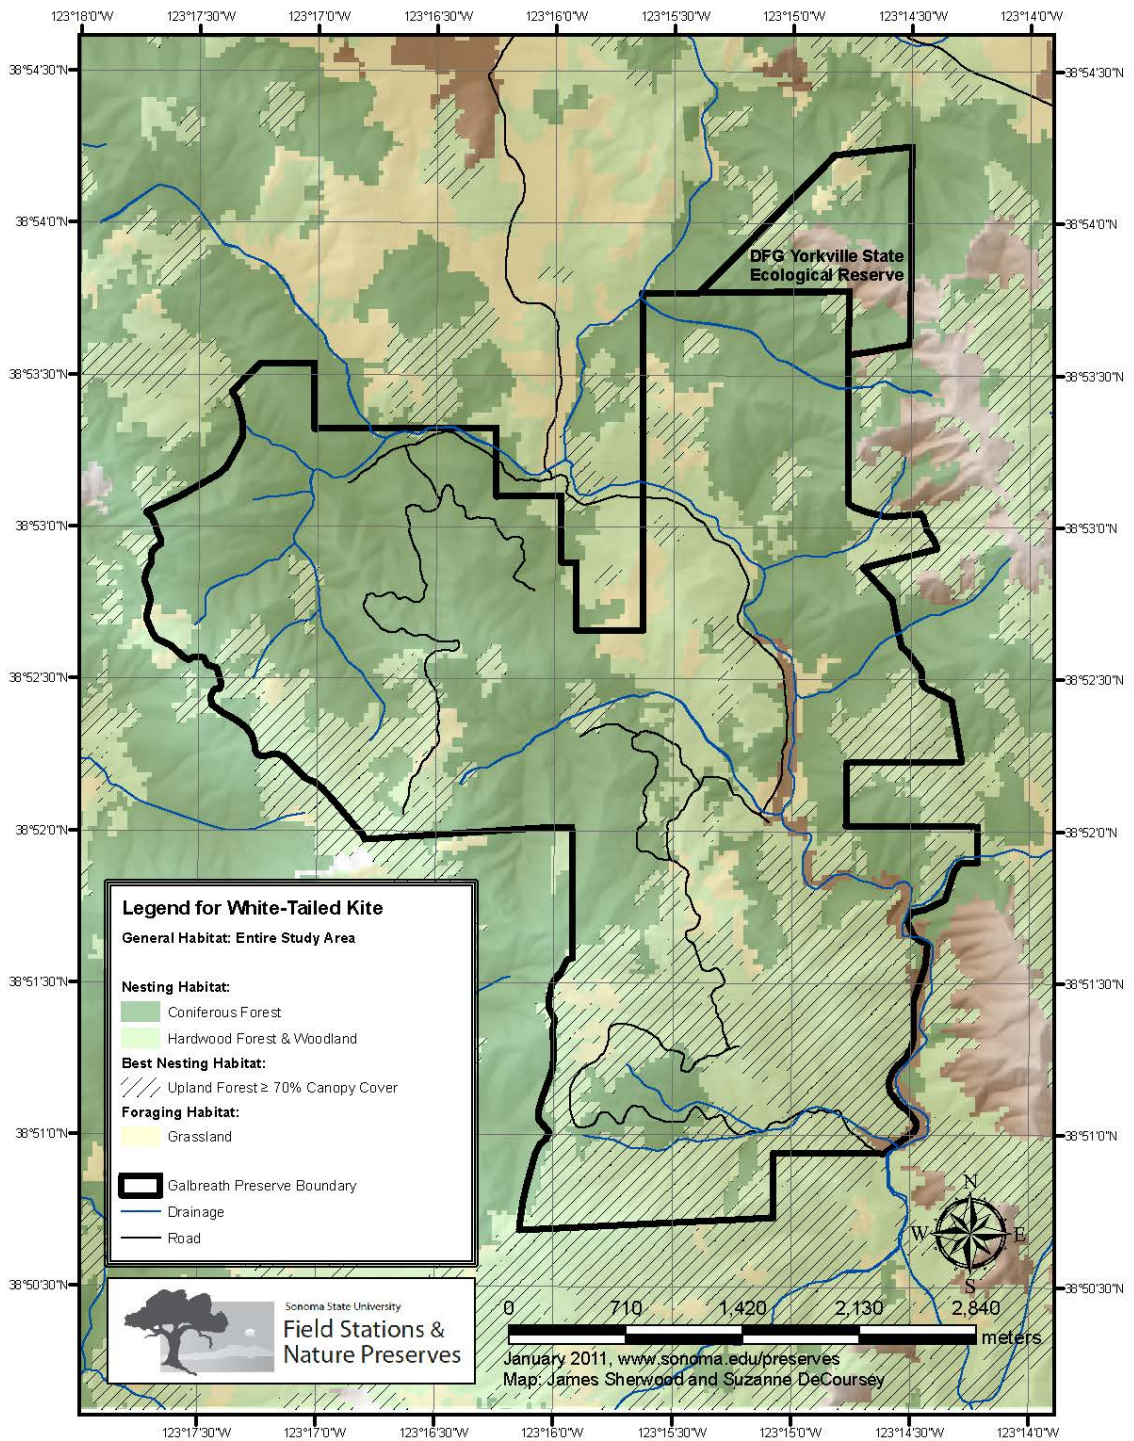 123°18'0"W 123°17'30"W 123°17'0"W 123°16'30"W 123°16'0"W 123°15'30"W 123°15'0"W 123°14'30"W 123°14'0"W
38°54'30"N 38°54'30"N
38°54'0"N 38°54'0"N
DFG Yorkville State
Ecological Reserve
38°53'30"N 38°53'30"N
38°53'0"N 38°53'0"N
38°52'30"N 38°52'30"N
38°52'0"N 38°52'0"N
Legend for White-Tailed Kite
General Habitat: Entire Study Area
38°51'30"N 38°51'30"N
Nesting Habitat:
Coniferous Forest
Hardwood Forest & Woodland
Best Nesting Habitat:
Upland Forest ≥ 70% Canopy Cover
Foraging Habitat:
Grassland
38°51'0"N 38°51'0"N
Galbreath Preserve Boundary
Drainage
Road
N
W E
S
38°50'30"N 38°50'30"N
Sonoma State University
Field Stations &
Nature Preserves
0 710 1,420 2,130 2,840
meters
January 2011, www.sonoma.edu/preserves
Map: James Sherwood and Suzanne DeCoursey
123°17'30"W 123°17'0"W 123°16'30"W 123°16'0"W 123°15'30"W 123°15'0"W 123°14'30"W 123°14'0"W